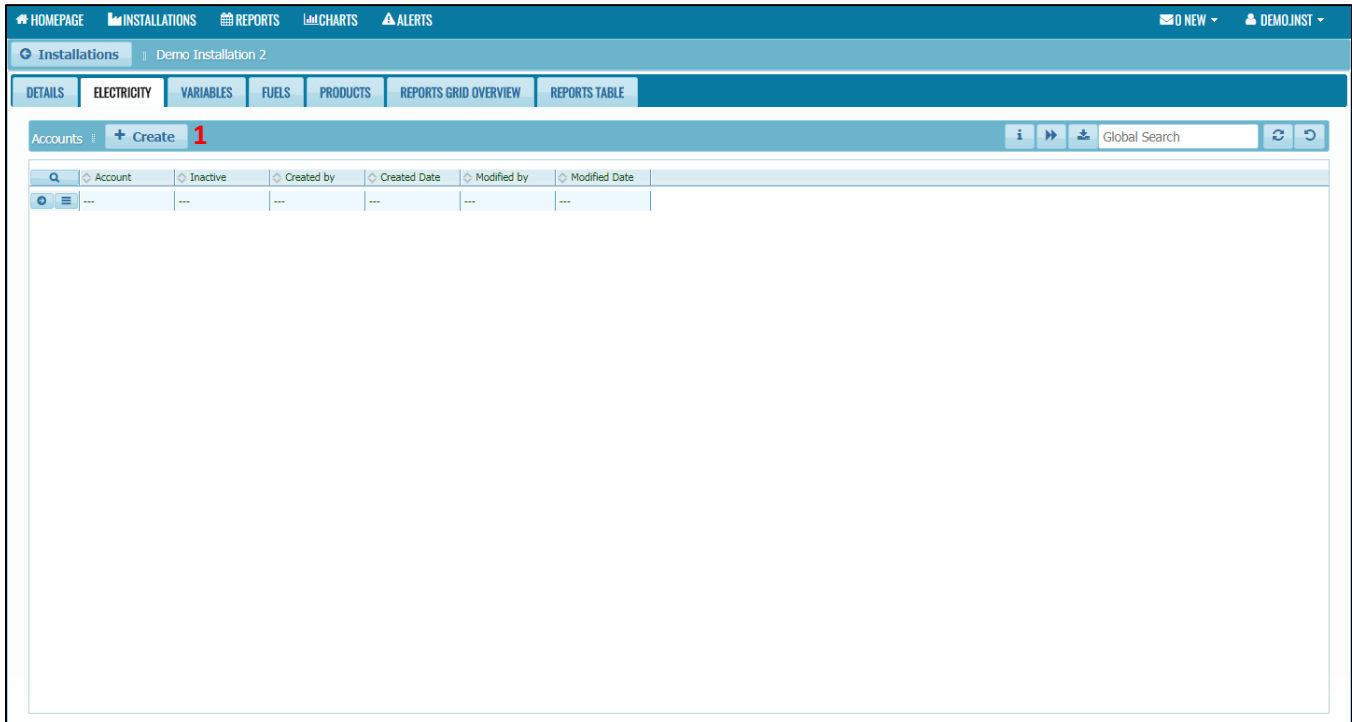 HOMEPAGE INSTALLATIONS REPORTS CHARTS ALERTS 0 NEW DEMO.INST
Installations Demo Installation 2
DETAILS ELECTRICITY VARIABLES FUELS PRODUCTS REPORTS GRID OVERVIEW REPORTS TABLE
Accounts + Create 1 i Global Search
Account Inactive Created by Created Date Modified by Modified Date
--- --- --- --- --- ---